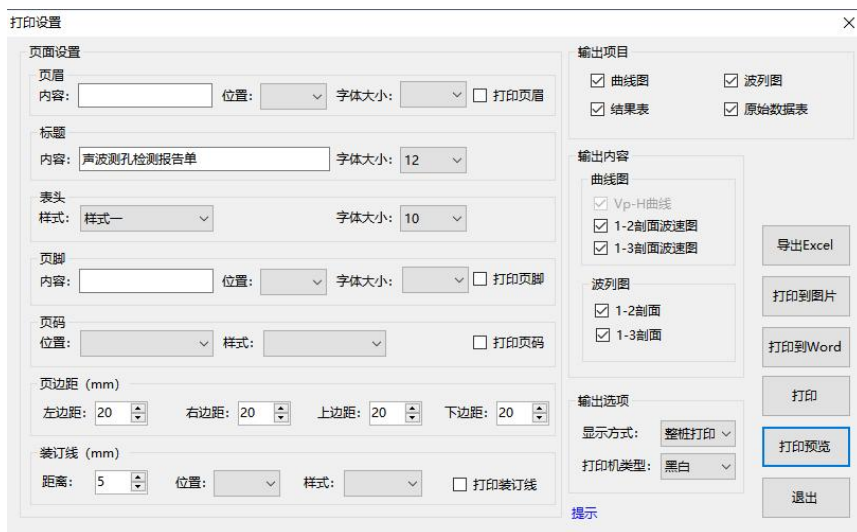 打印设置
页面设置
页眉
内容: 位置: 字体大小: 打印页眉
标题
内容: 声波测孔检测报告单 字体大小: 12
表头
样式: 样式一 字体大小: 10
页脚
内容: 位置: 字体大小: 打印页脚
页码
位置: 样式: 打印页码
页边距 (mm)
左边距: 20 右边距: 20 上边距: 20 下边距: 20
装订线 (mm)
距离: 5 位置: 样式: 打印装订线
输出项目
曲线图 波列图
结果表 原始数据表
输出内容
曲线图
Vp-H曲线
1-2剖面波速图
1-3剖面波速图
波列图
1-2剖面
1-3剖面
输出选项
显示方式: 整桩打印
打印机类型: 黑白
提示
导出Excel
打印到图片
打印到Word
打印
打印预览
退出